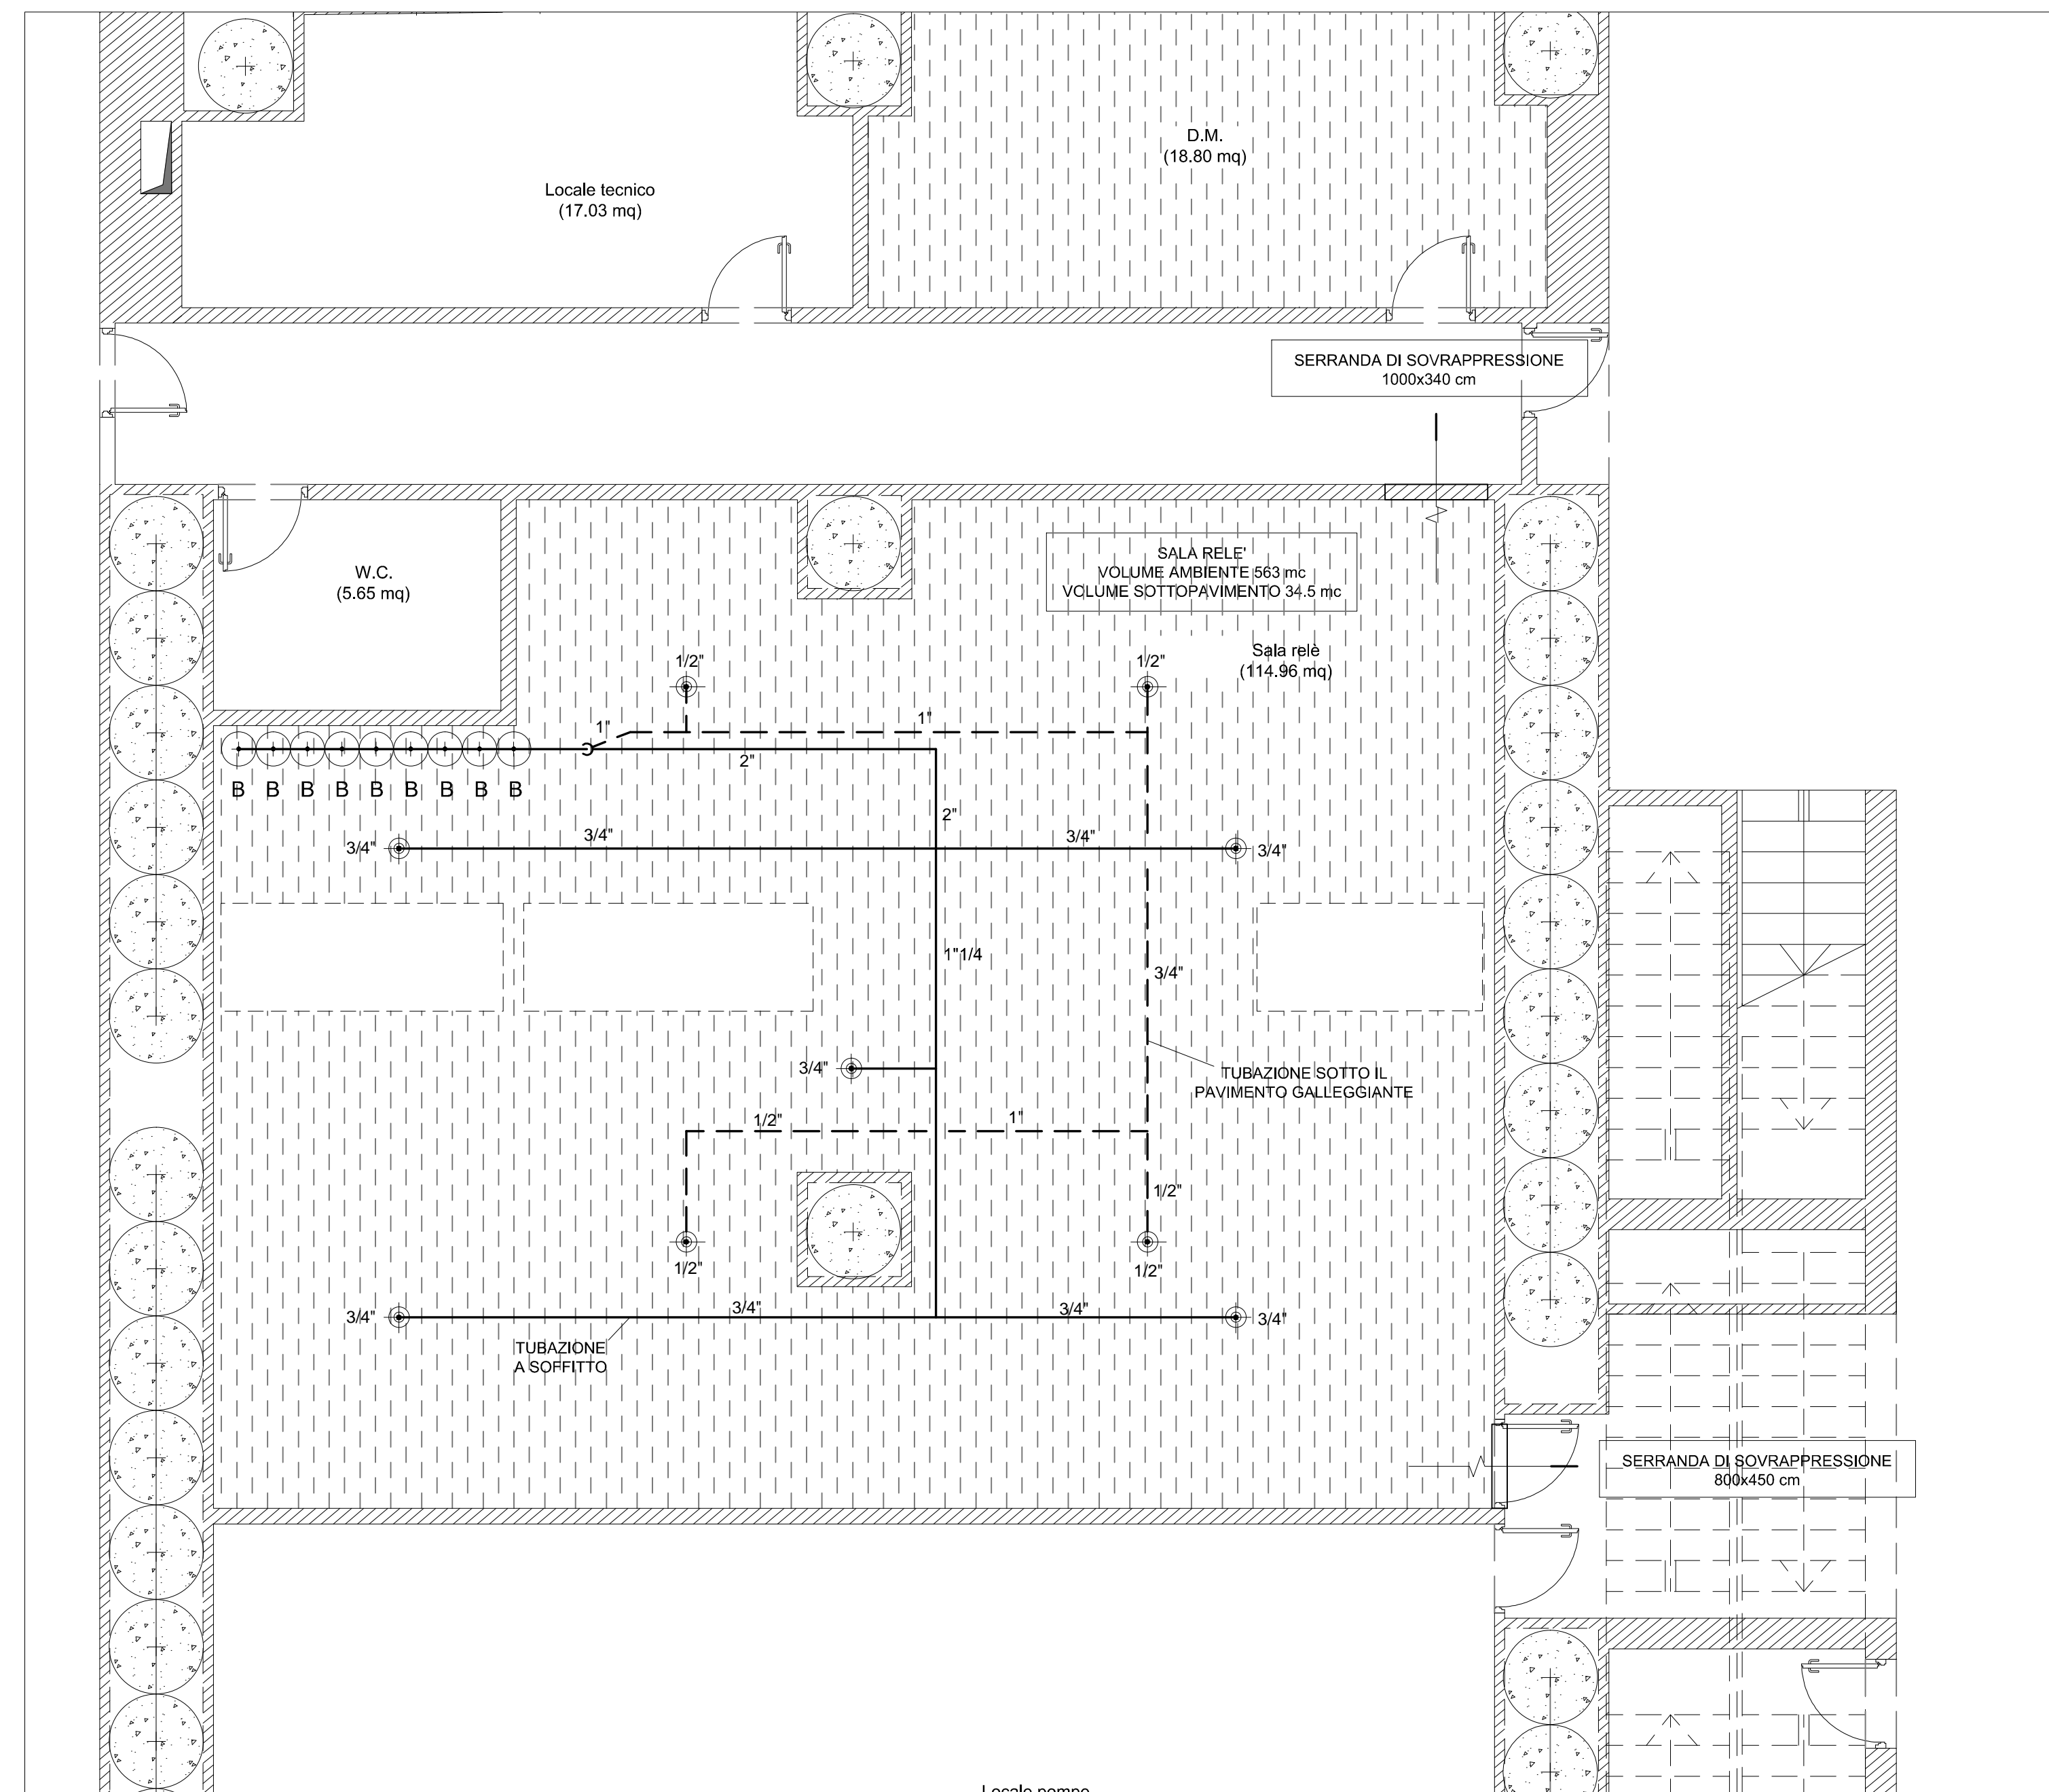 D.M.
(18.80 mq)
Locale tecnico
(17.03 mq)
SERRANDA DI SOVRAPPRESSIONE
1000x340 cm
SALA RELE'
VOLUME AMBIENTE 563 mc
VOLUME SOTTOPAVIMENTO 34.5 mc
W.C.
(5.65 mq)
Sala relè
(114.96 mq)
1/2"
1/2"
1"
1"
2"
B B B B B B B B B
2"
3/4"
3/4"
3/4"
3/4"
1"1/4
3/4"
3/4"
TUBAZIONE SOTTO IL
PAVIMENTO GALLEGGIANTE
1/2"
1"
1/2"
1/2"
1/2"
3/4"
3/4"
3/4"
3/4"
TUBAZIONE
A SOFFITTO
SERRANDA DI SOVRAPPRESSIONE
800x450 cm
Locale pompe